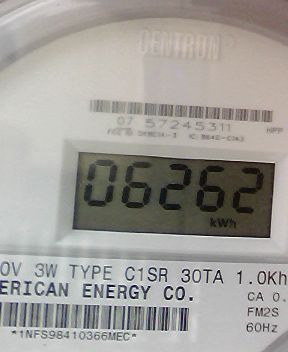 CENTRON®
07 57245311
HPP
06262
kWh
0V 3W TYPE C1SR 30TA 1.0Kh
ERICAN ENERGY CO.
CA 0.
FM2S
60Hz
*1NFS98410366MEC*